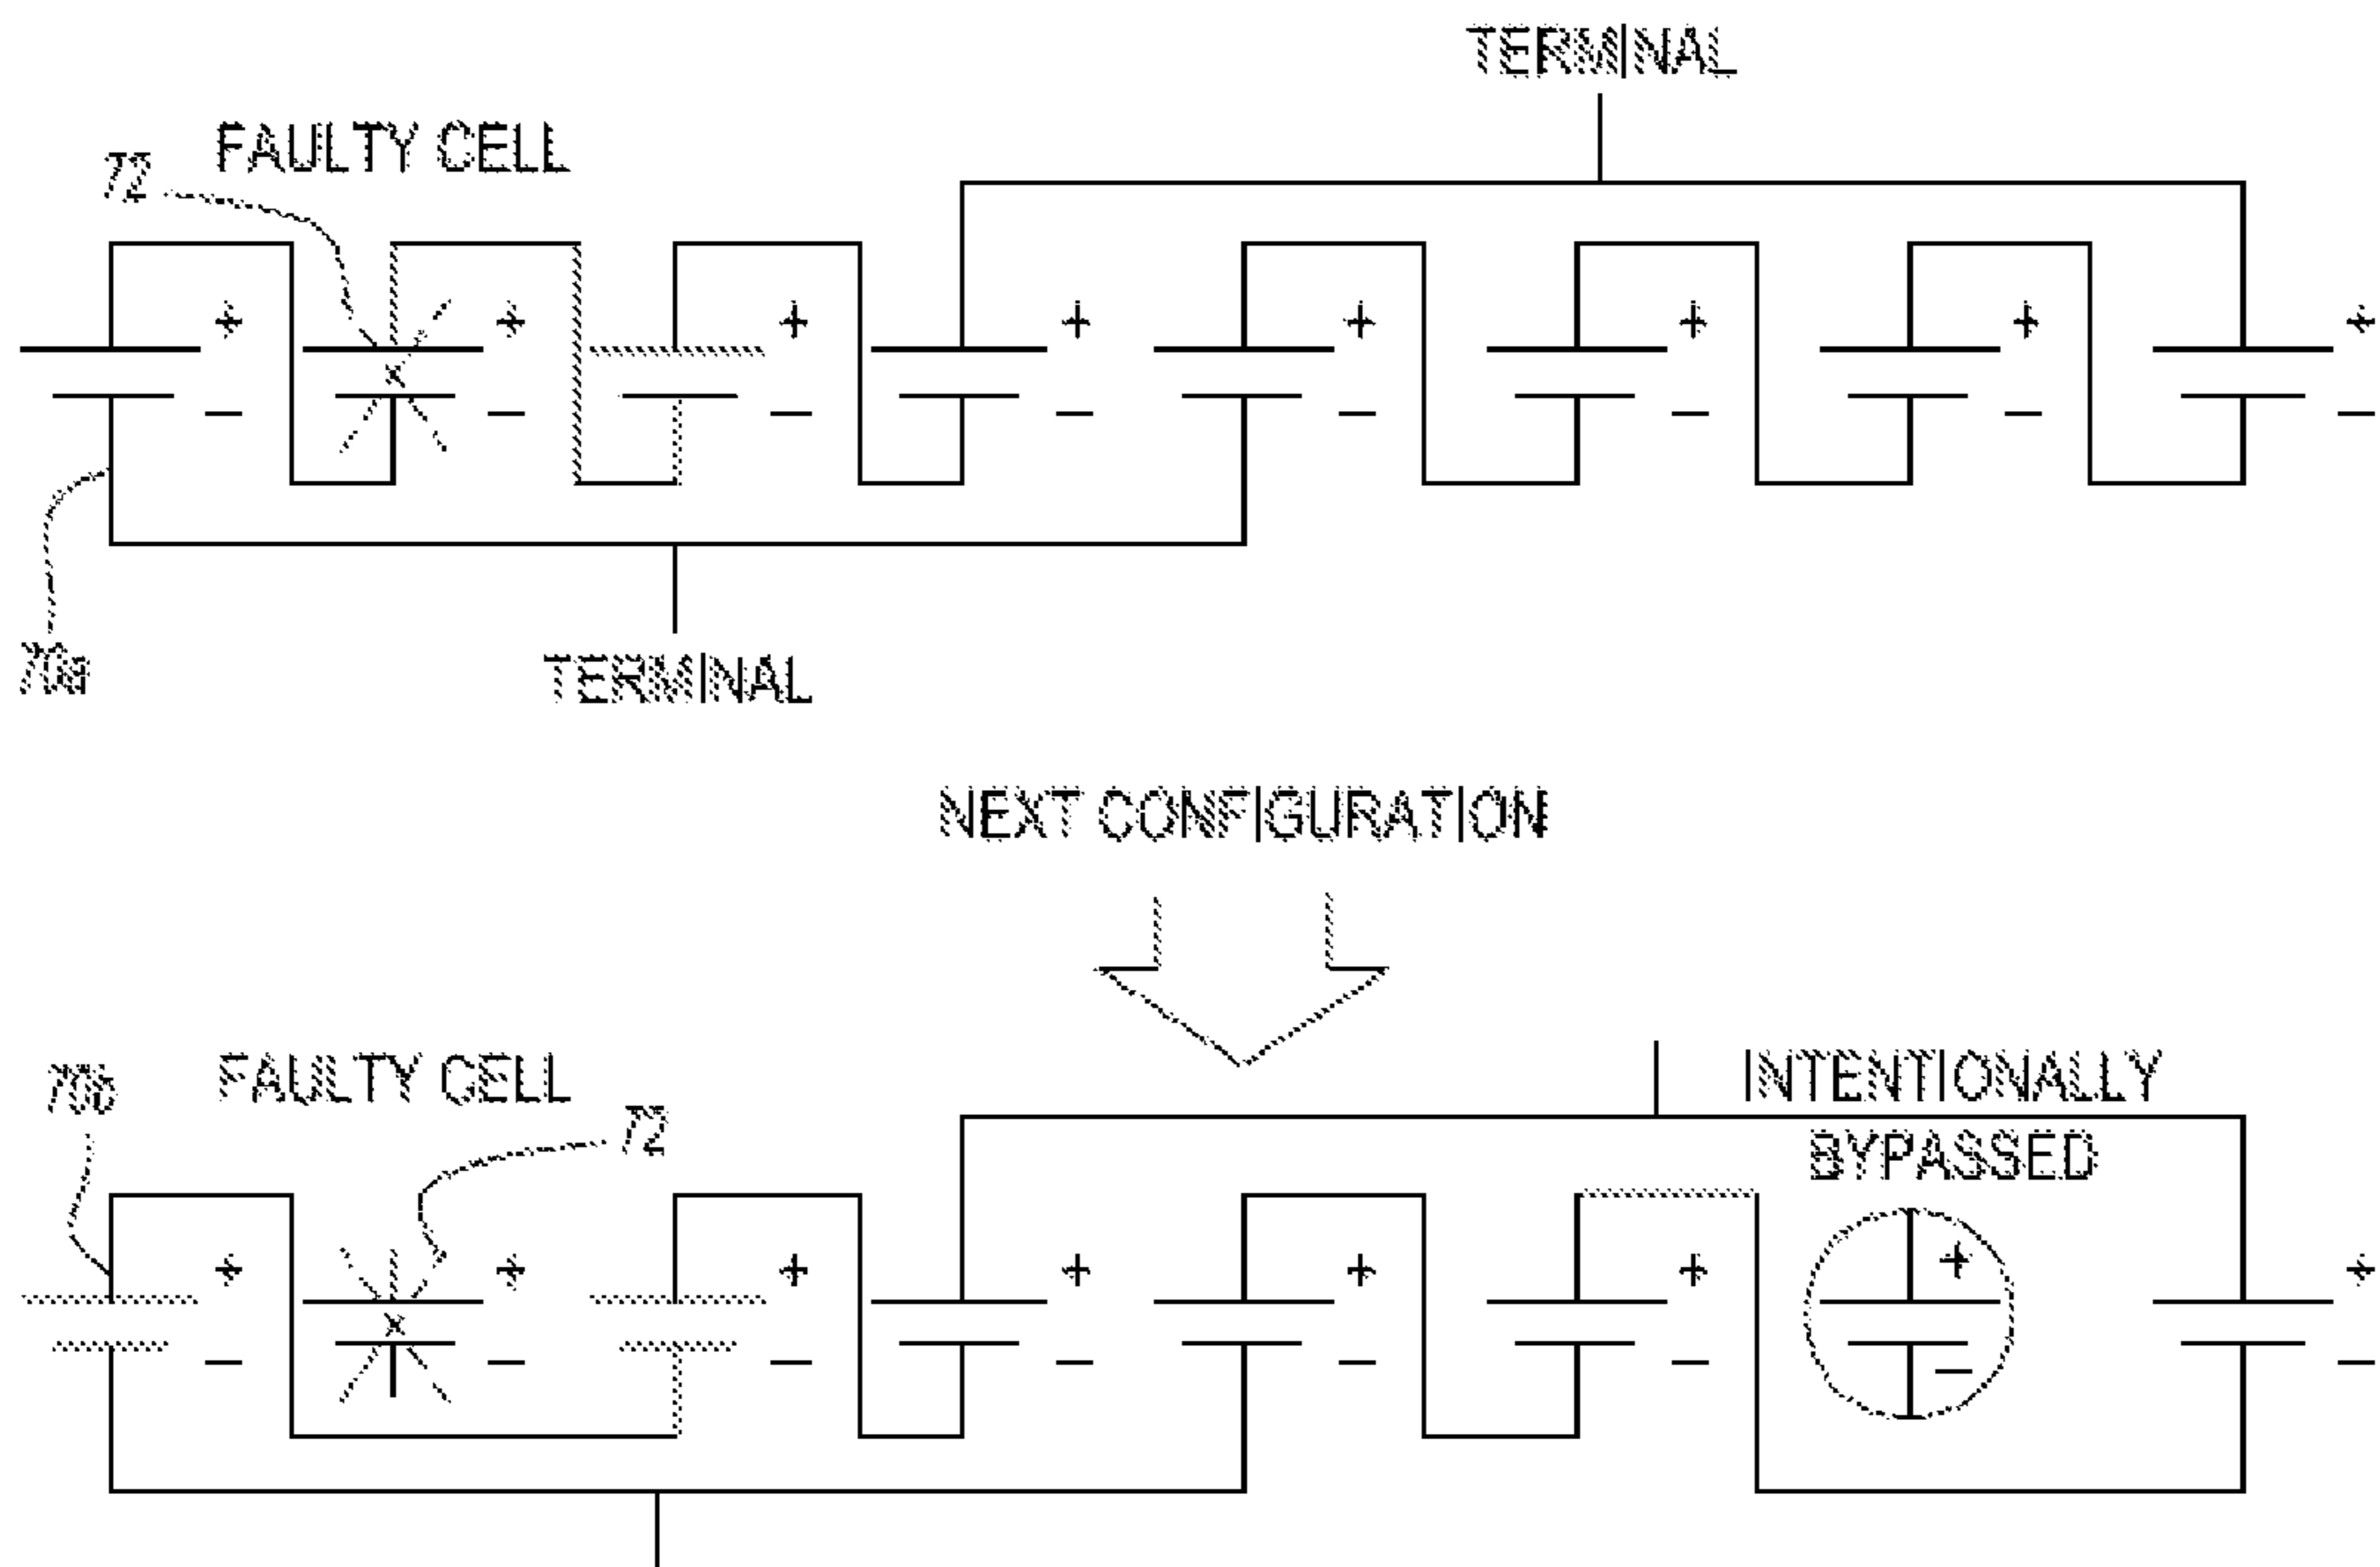 TERMINAL
FAULTY CELL
72
+ + + + + + + +
− − − − − − − −
70a
TERMINAL
NEXT CONFIGURATION
70b
FAULTY CELL
72
INTENTIONALLY
BYPASSED
+ + + + + + + +
− − − − − − − −